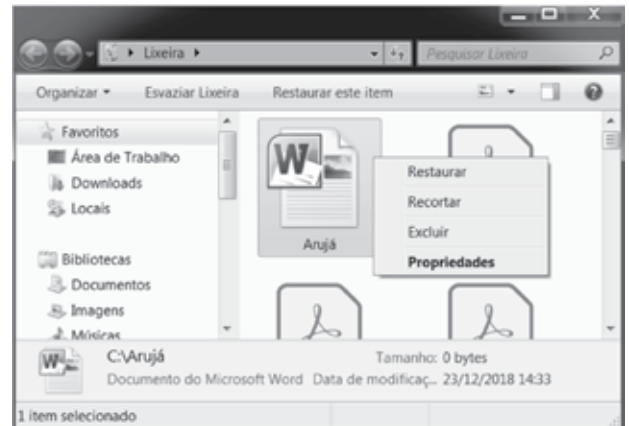 Lixeira
Pesquisar Lixeira
Organizar
Esvaziar Lixeira
Restaurar este item
Favoritos
Área de Trabalho
Downloads
Locais
Bibliotecas
Documentos
Imagens
Músicas
W
Arujá
Restaurar
Recortar
Excluir
Propriedades
W
C:\Arujá
Tamanho: 0 bytes
Documento do Microsoft Word Data de modificaç... 23/12/2018 14:33
1 item selecionado